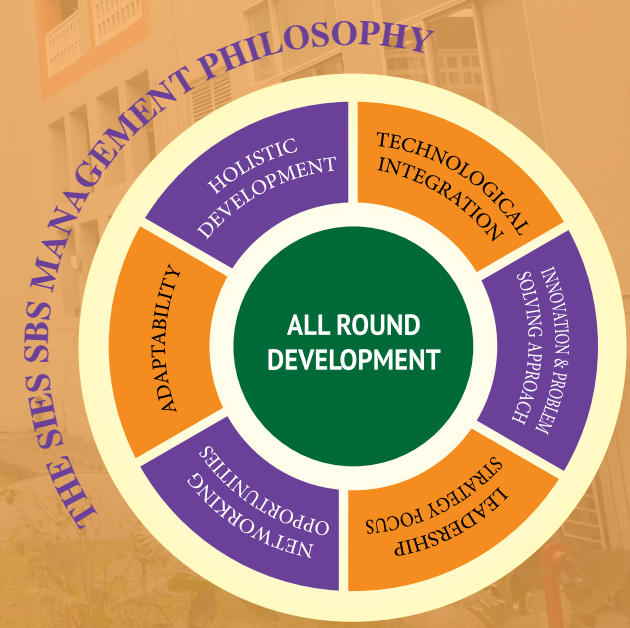 THE SIES SBS MANAGEMENT PHILOSOPHY
HOLISTIC
DEVELOPMENT
TECHNOLOGICAL
INTEGRATION
INNOVATION & PROBLEM
SOLVING APPROACH
LEADERSHIP
STRATEGY FOCUS
NETWORKING
OPPORTUNITIES
ADAPTABILITY
ALL ROUND
DEVELOPMENT